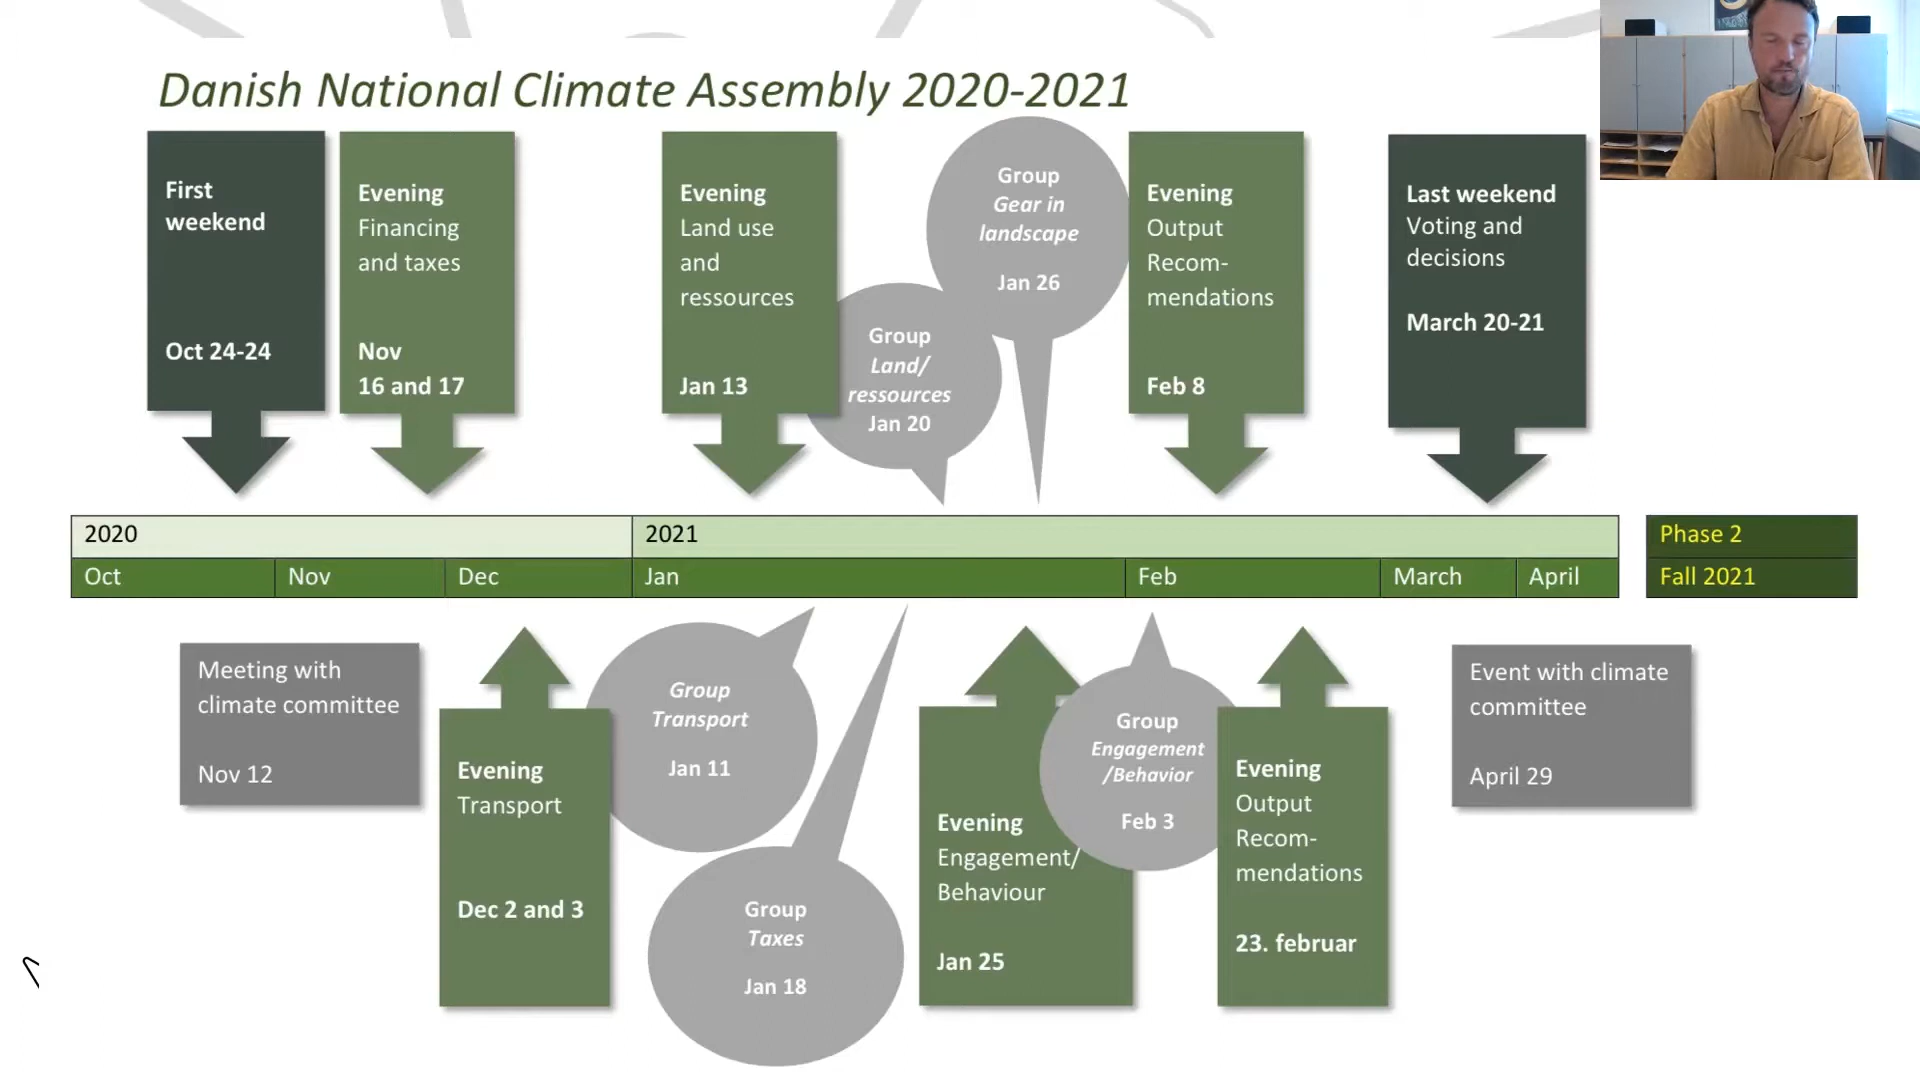 Danish National Climate Assembly 2020-2021
First
weekend
Oct 24-24
Evening
Financing
and taxes
Nov
16 and 17
Evening
Land use
and
ressources
Jan 13
Group
Land/
ressources
Jan 20
Group
Gear in
landscape
Jan 26
Evening
Output
Recom-
mendations
Feb 8
Last weekend
Voting and
decisions
March 20-21
2020
2021
Oct
Nov
Dec
Jan
Feb
March
April
Phase 2
Fall 2021
Meeting with
climate committee
Nov 12
Evening
Transport
Dec 2 and 3
Group
Transport
Jan 11
Group
Taxes
Jan 18
Evening
Engagement/
Behaviour
Jan 25
Group
Engagement
/Behavior
Feb 3
Evening
Output
Recom-
mendations
23. februar
Event with climate
committee
April 29